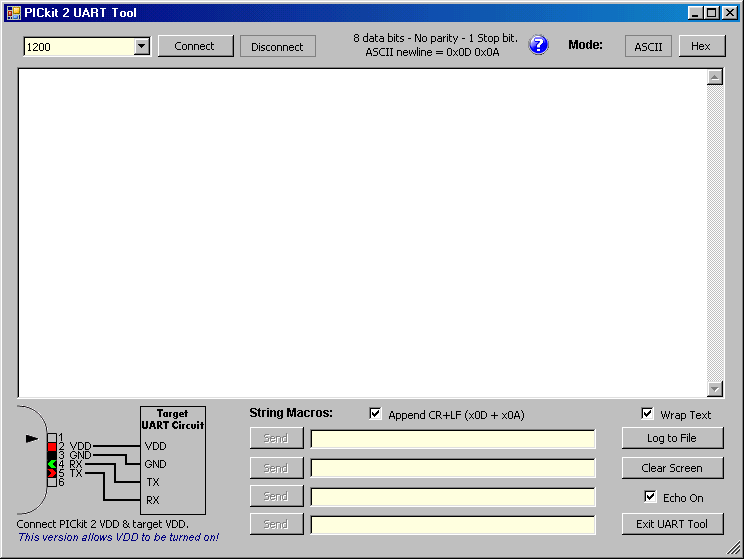 PICkit 2 UART Tool
1200
Connect
Disconnect
8 data bits - No parity - 1 Stop bit.
ASCII newline = 0x0D 0x0A
?
Mode:
ASCII
Hex
Target
UART Circuit
1
2 VDD
3 GND
4 RX
5 TX
6
VDD
GND
TX
RX
Connect PICkit 2 VDD & target VDD.
This version allows VDD to be turned on!
String Macros:
Append CR+LF (x0D + x0A)
Send
Send
Send
Send
Wrap Text
Log to File
Clear Screen
Echo On
Exit UART Tool